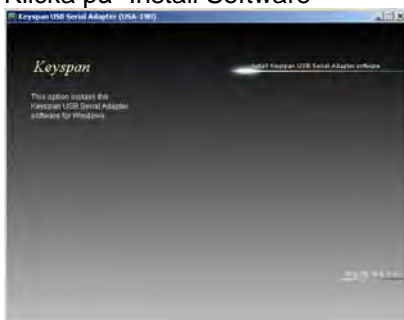 Klicka på "Install Software"
Keyspan USB Serial Adapter (USA-19H)
Keyspan
Install Keyspan USB Serial Adapter software
This option installs the
Keyspan USB Serial Adapter
software for Windows